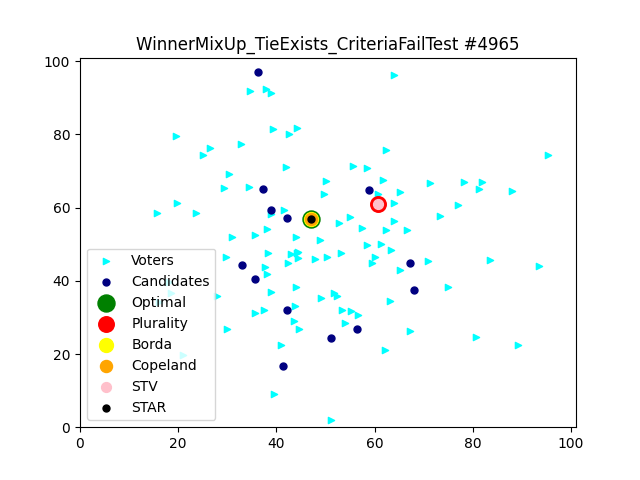 WinnerMixUp_TieExists_CriteriaFailTest #4965
100
80
60
40
20
0
Voters
Candidates
Optimal
Plurality
Borda
Copeland
STV
STAR
0 20 40 60 80 100